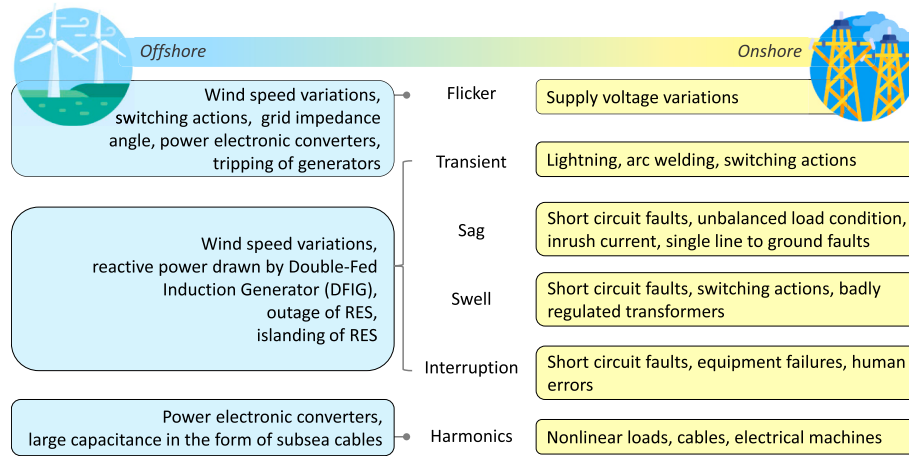 Offshore
Onshore
Wind speed variations,
switching actions, grid impedance
angle, power electronic converters,
tripping of generators
Flicker
Supply voltage variations
Transient
Lightning, arc welding, switching actions
Wind speed variations,
reactive power drawn by Double-Fed
Induction Generator (DFIG),
outage of RES,
islanding of RES
Sag
Short circuit faults, unbalanced load condition,
inrush current, single line to ground faults
Swell
Short circuit faults, switching actions, badly
regulated transformers
Interruption
Short circuit faults, equipment failures, human
errors
Power electronic converters,
large capacitance in the form of subsea cables
Harmonics
Nonlinear loads, cables, electrical machines